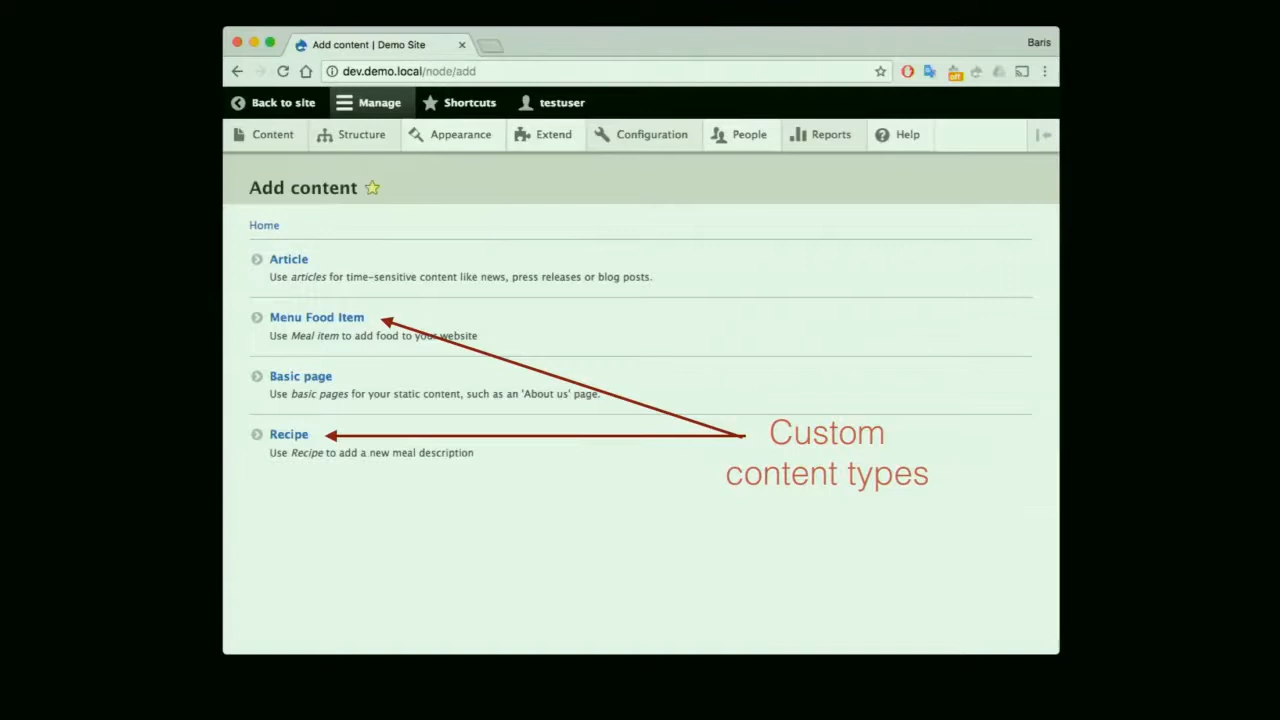 Add content | Demo Site
Baris
dev.demo.local/node/add
off
Back to site Manage Shortcuts testuser
Content Structure Appearance Extend Configuration People Reports Help
Add content
Home
Article
Use articles for time-sensitive content like news, press releases or blog posts.
Menu Food Item
Use Meal item to add food to your website
Basic page
Use basic pages for your static content, such as an 'About us' page.
Recipe
Use Recipe to add a new meal description
Custom
content types